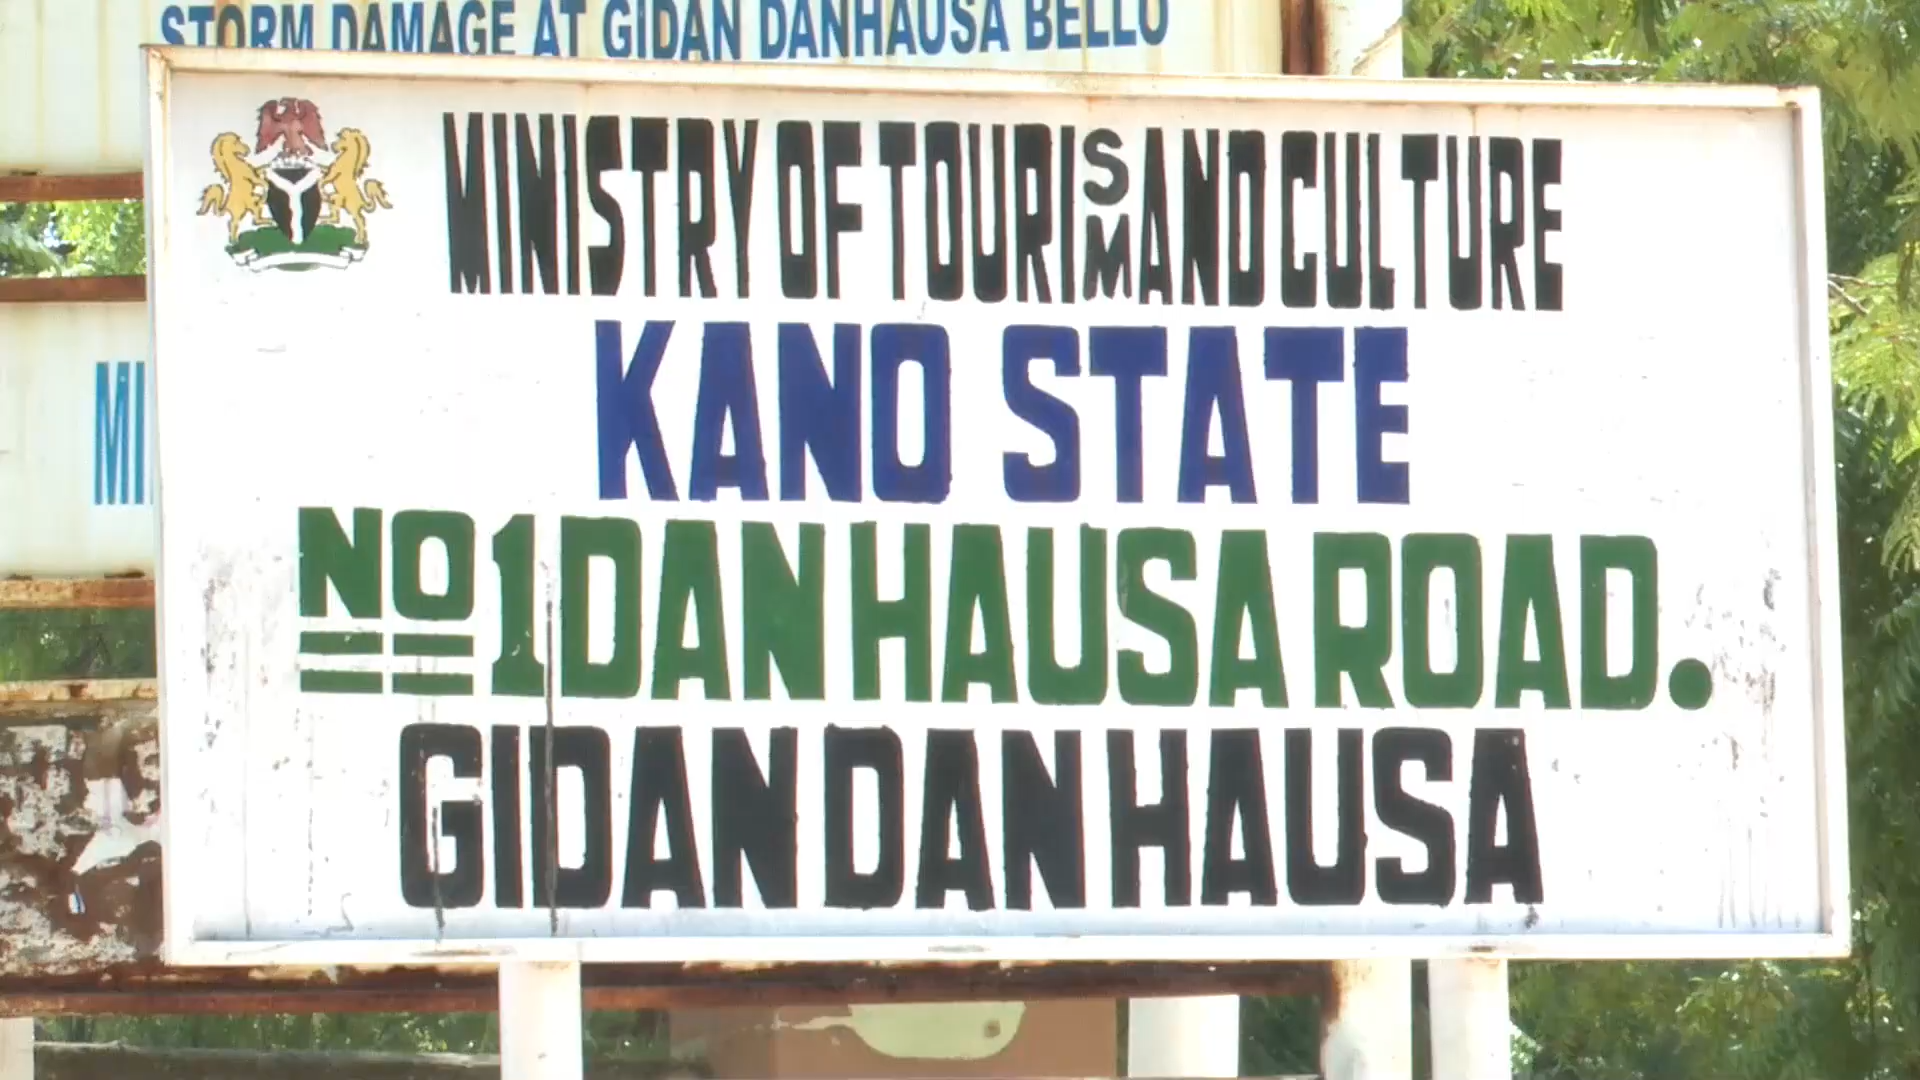 STORM DAMAGE AT GIDAN DANHAUSA BELLO
MINISTRY OF TOURISM AND CULTURE
KANO STATE
NO 1 DAN HAUSA ROAD.
GIDAN DAN HAUSA